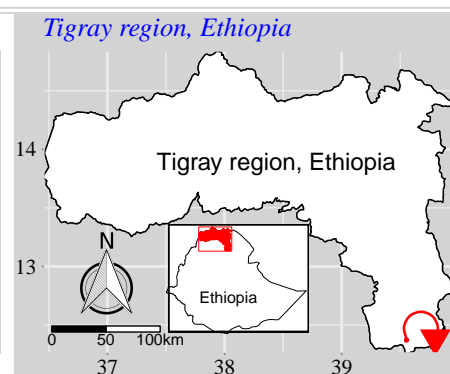 Tigray region, Ethiopia
14
Tigray region, Ethiopia
13
N
Ethiopia
0 50 100km
37 38 39